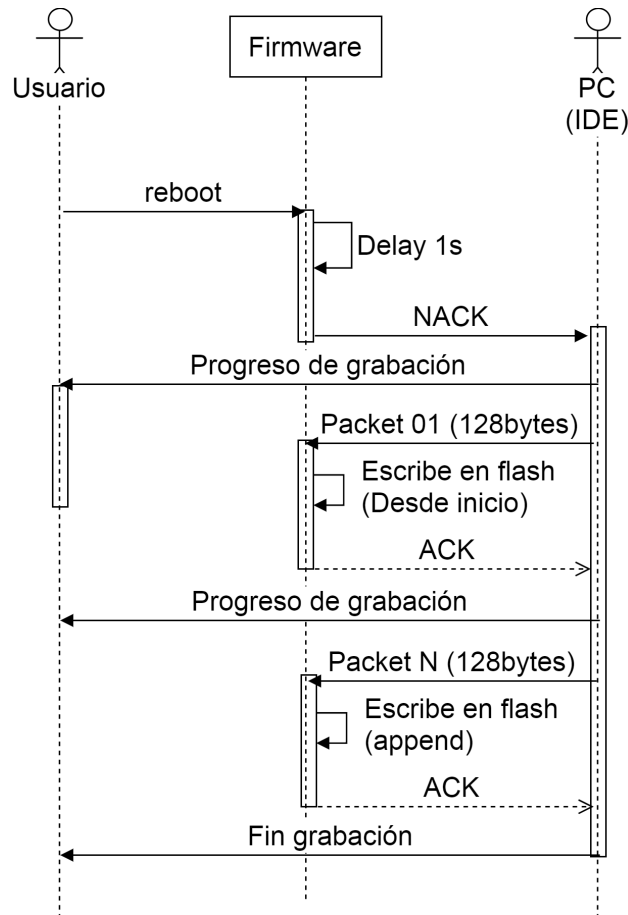 Usuario
Firmware
PC
(IDE)
reboot
Delay 1s
NACK
Progreso de grabación
Packet 01 (128bytes)
Escribe en flash
(Desde inicio)
ACK
Progreso de grabación
Packet N (128bytes)
Escribe en flash
(append)
ACK
Fin grabación